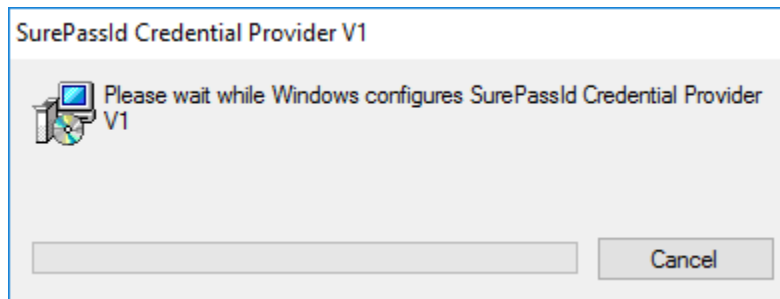 SurePassId Credential Provider V1
Please wait while Windows configures SurePassId Credential Provider
V1
Cancel